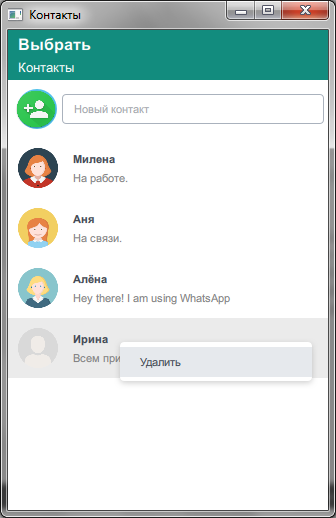 Контакты
Выбрать
Контакты
Новый контакт
Милена
На работе.
Аня
На связи.
Алёна
Hey there! I am using WhatsApp
Ирина
Всем при
Удалить